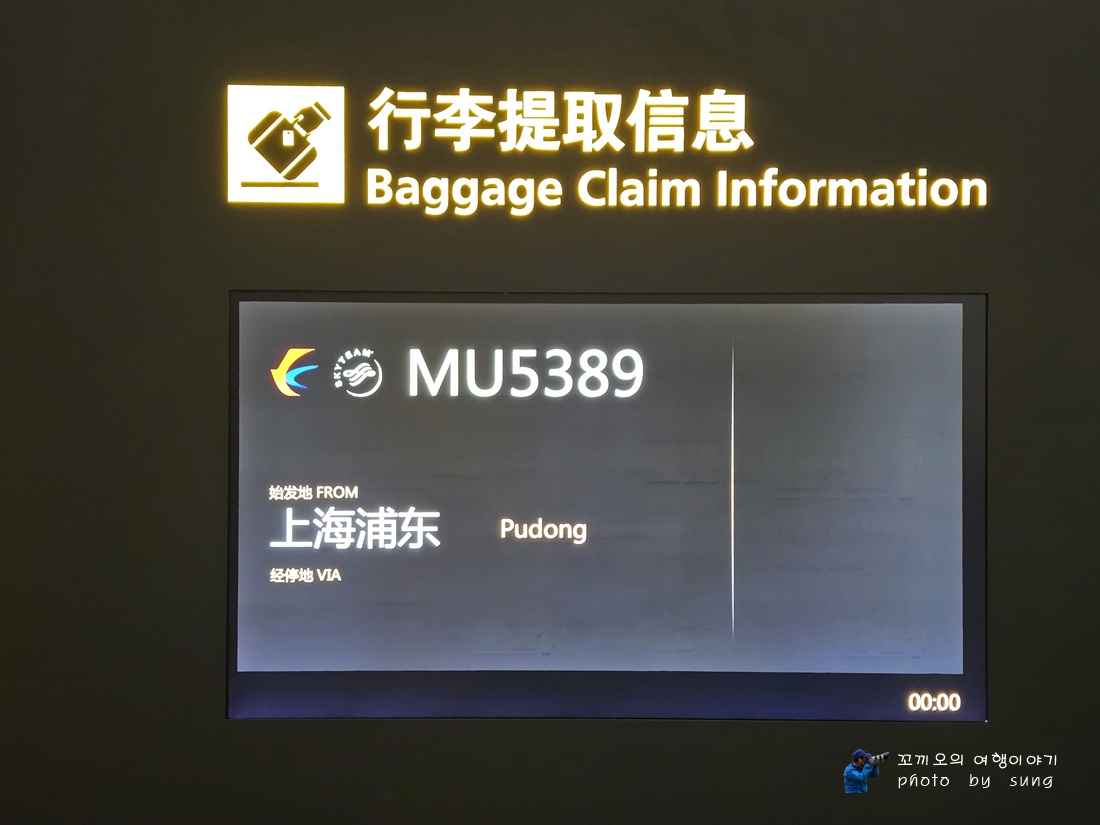 行李提取信息
Baggage Claim Information
SKYTEAM
MU5389
始发地 FROM
上海浦东 Pudong
经停地 VIA
00:00
꼬끼오의 여행이야기
photo by sung